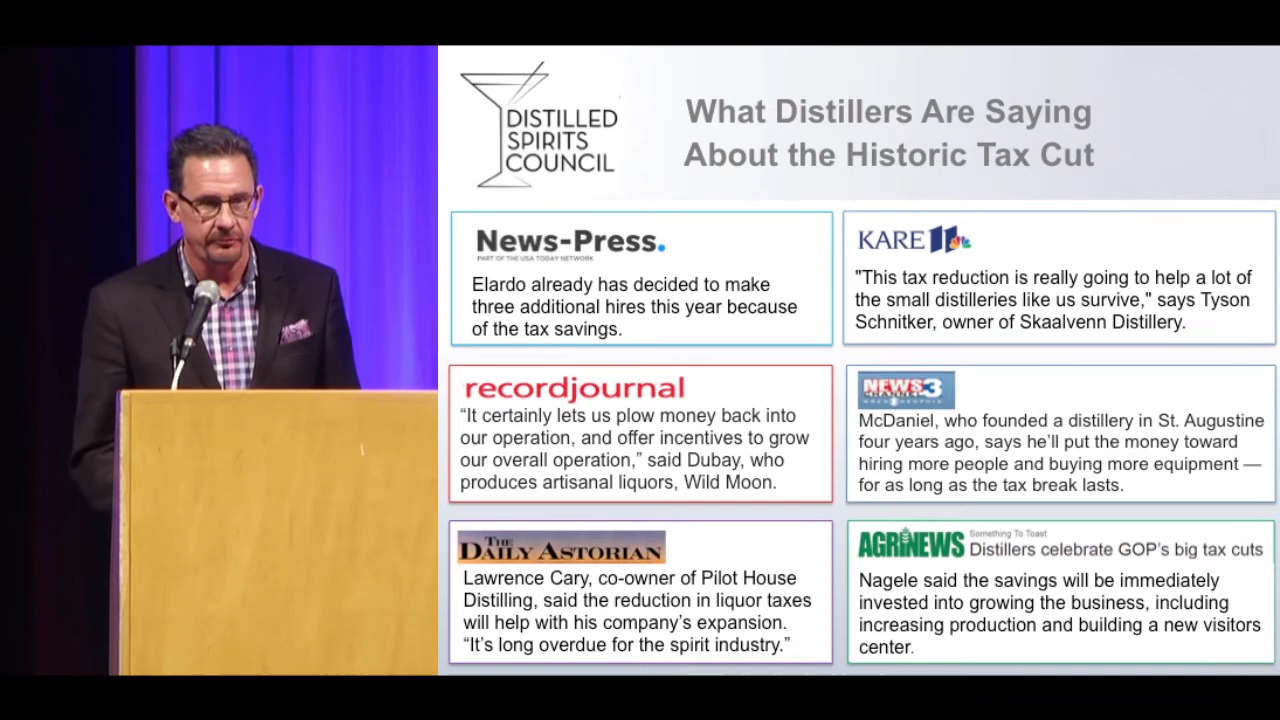 DISTILLED
SPIRITS
COUNCIL
What Distillers Are Saying
About the Historic Tax Cut
News-Press.
PART OF THE USA TODAY NETWORK
Elardo already has decided to make
three additional hires this year because
of the tax savings.
KARE 11
"This tax reduction is really going to help a lot of
the small distilleries like us survive," says Tyson
Schnitker, owner of Skaalvenn Distillery.
recordjournal
“It certainly lets us plow money back into
our operation, and offer incentives to grow
our overall operation,” said Dubay, who
produces artisanal liquors, Wild Moon.
NEWS 3
CHANNEL
McDaniel, who founded a distillery in St. Augustine
four years ago, says he’ll put the money toward
hiring more people and buying more equipment —
for as long as the tax break lasts.
THE DAILY ASTORIAN
Lawrence Cary, co-owner of Pilot House
Distilling, said the reduction in liquor taxes
will help with his company’s expansion.
“It’s long overdue for the spirit industry.”
AGRINEWS
Something To Toast
Distillers celebrate GOP’s big tax cuts
Nagele said the savings will be immediately
invested into growing the business, including
increasing production and building a new visitors
center.